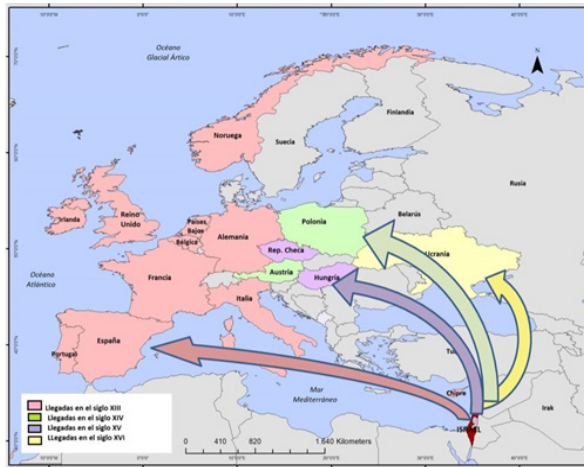 Océano
Glacial Ártico
N
Noruega
Suecia
Finlandia
Rusia
Irlanda
Reino
Unido
Países
Bajos
Bélgica
Alemania
Polonia
Belarús
Rep. Checa
Ucrania
Océano
Atlántico
Francia
Austria
Hungría
Italia
España
Portugal
Mar
Mediterráneo
Chipre
Irak
Llegadas en el siglo XIII
Llegadas en el siglo XIV
Llegadas en el siglo XV
LLegadas en el siglo XVI
0 410 820 1.640 Kilometers